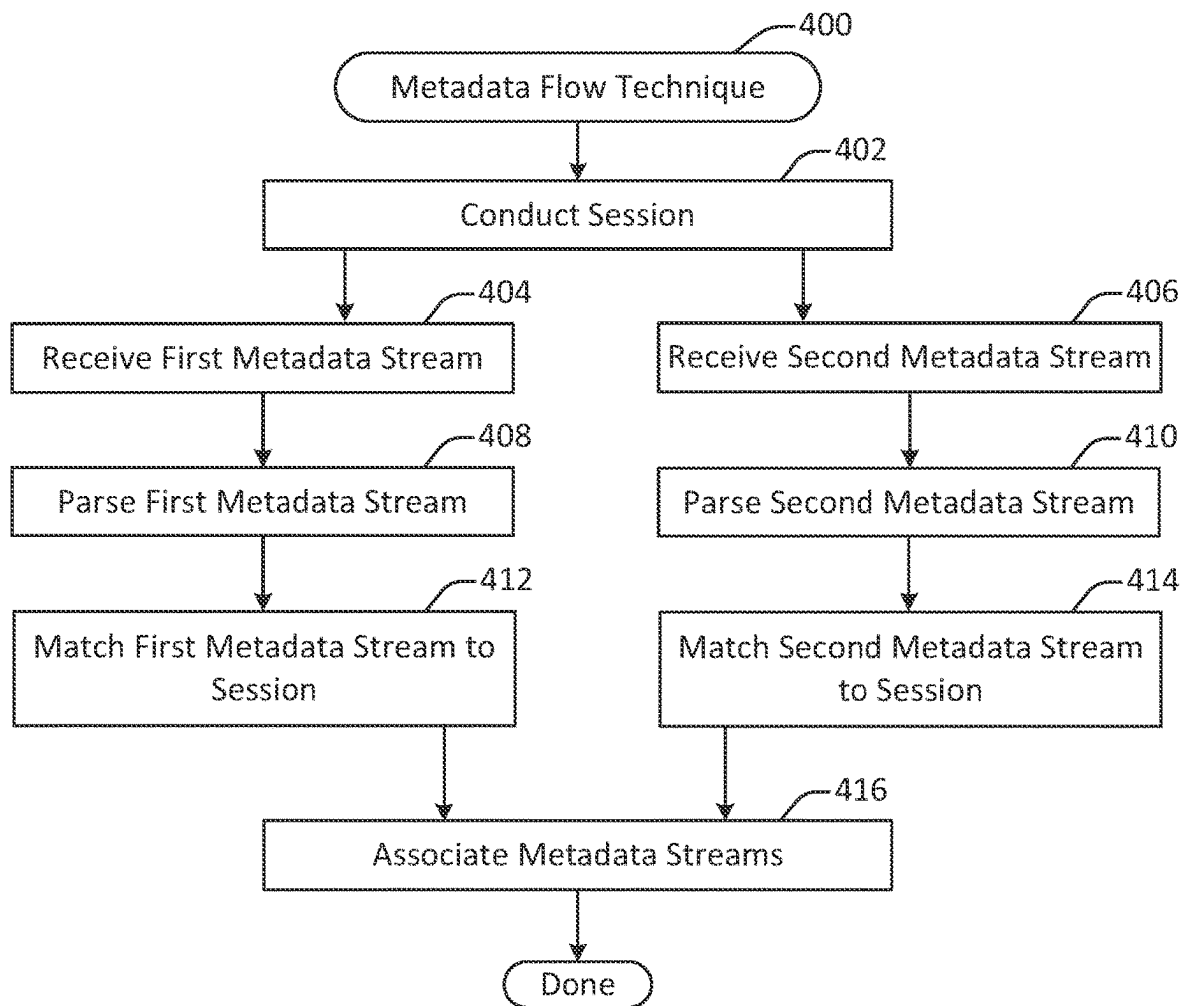 400
Metadata Flow Technique
402
Conduct Session
404
406
Receive First Metadata Stream
Receive Second Metadata Stream
408
410
Parse First Metadata Stream
Parse Second Metadata Stream
412
414
Match First Metadata Stream to
Session
Match Second Metadata Stream
to Session
416
Associate Metadata Streams
Done